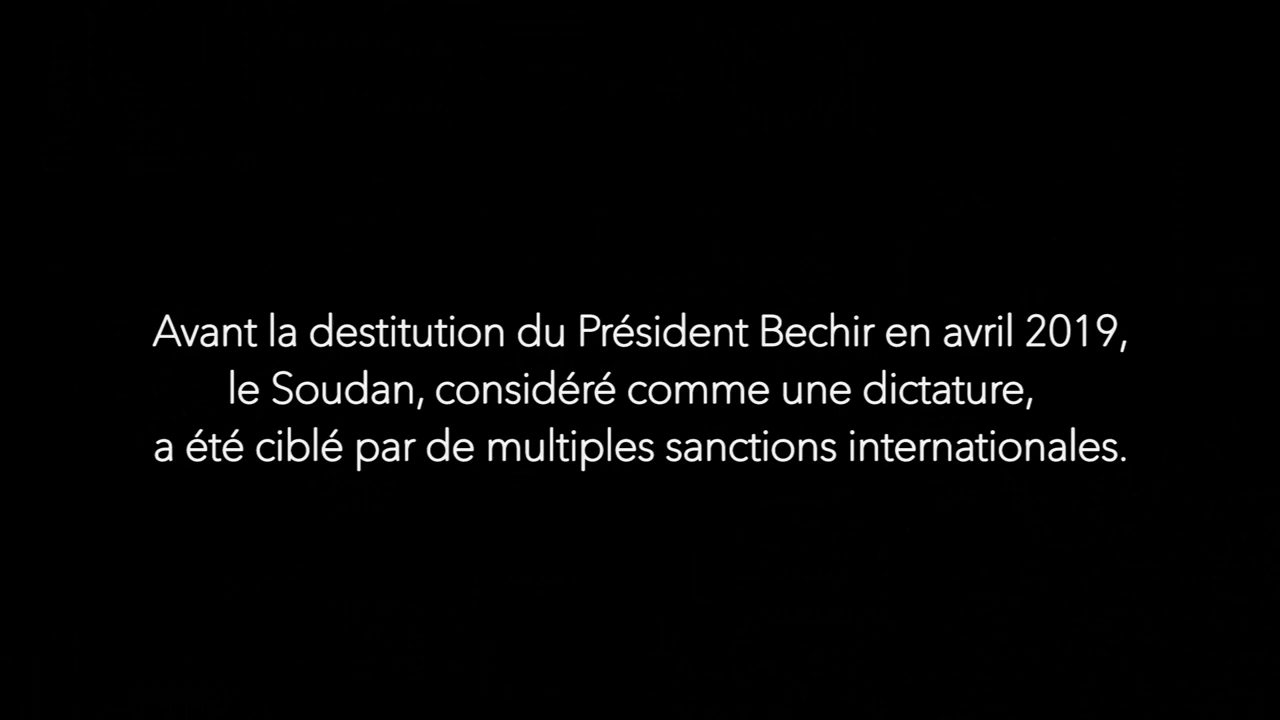 Avant la destitution du Président Bechir en avril 2019,
le Soudan, considéré comme une dictature,
a été ciblé par de multiples sanctions internationales.